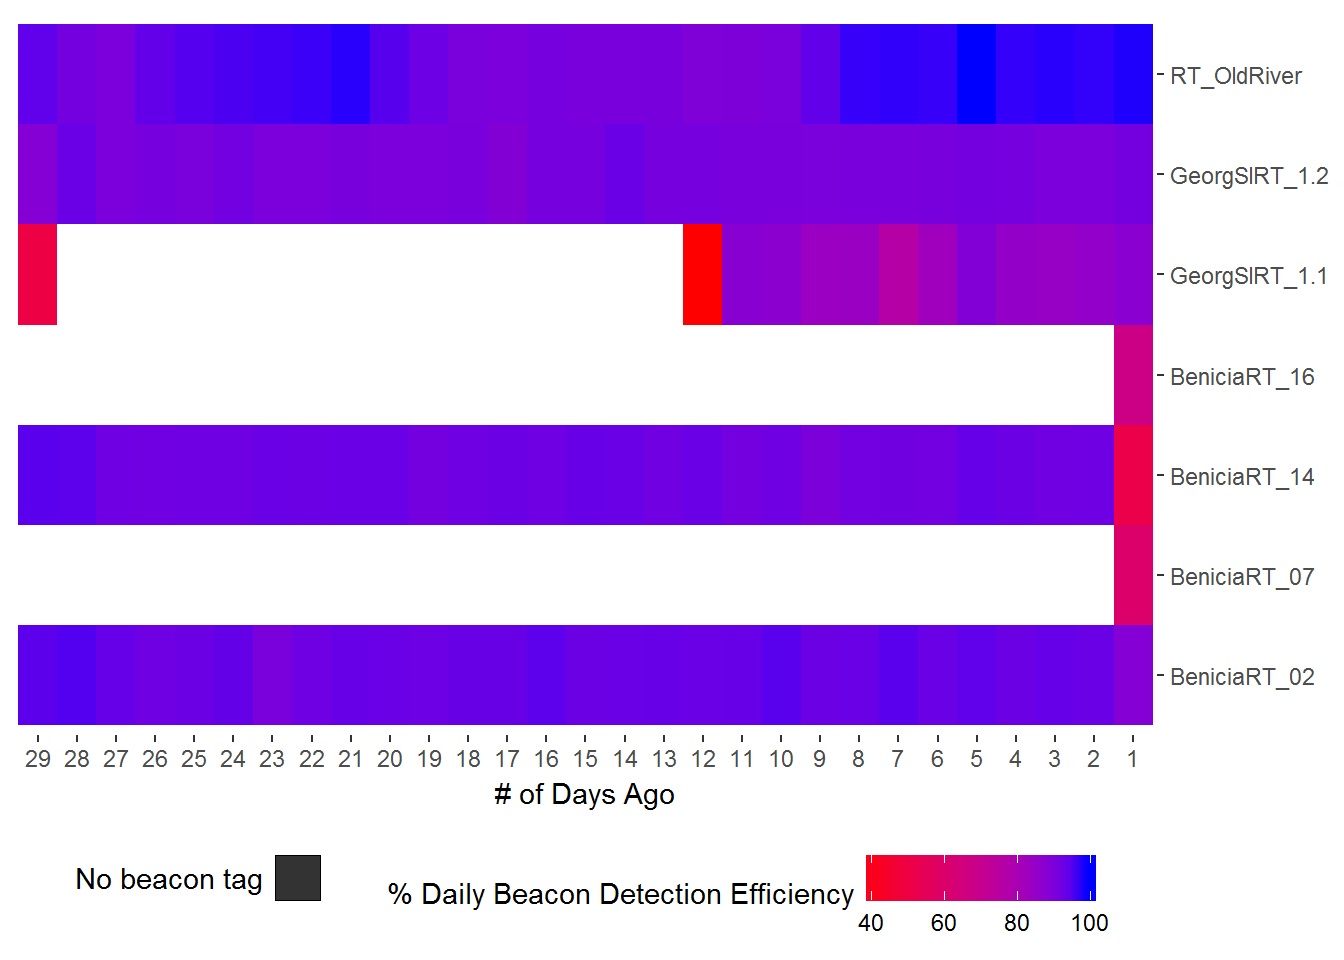 RT_OldRiver
GeorgSlRT_1.2
GeorgSlRT_1.1
BeniciaRT_16
BeniciaRT_14
BeniciaRT_07
BeniciaRT_02
29 28 27 26 25 24 23 22 21 20 19 18 17 16 15 14 13 12 11 10 9 8 7 6 5 4 3 2 1
# of Days Ago
No beacon tag
% Daily Beacon Detection Efficiency
40 60 80 100